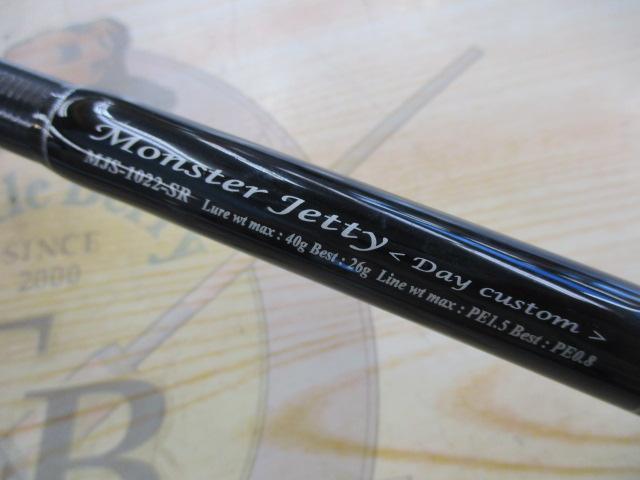 Monster Jetty < Day custom >
MJS-1022-SR Lure wt max : 40g Best : 26g Line wt max : PE1.5 Best : PE0.8
SINCE
2000
B